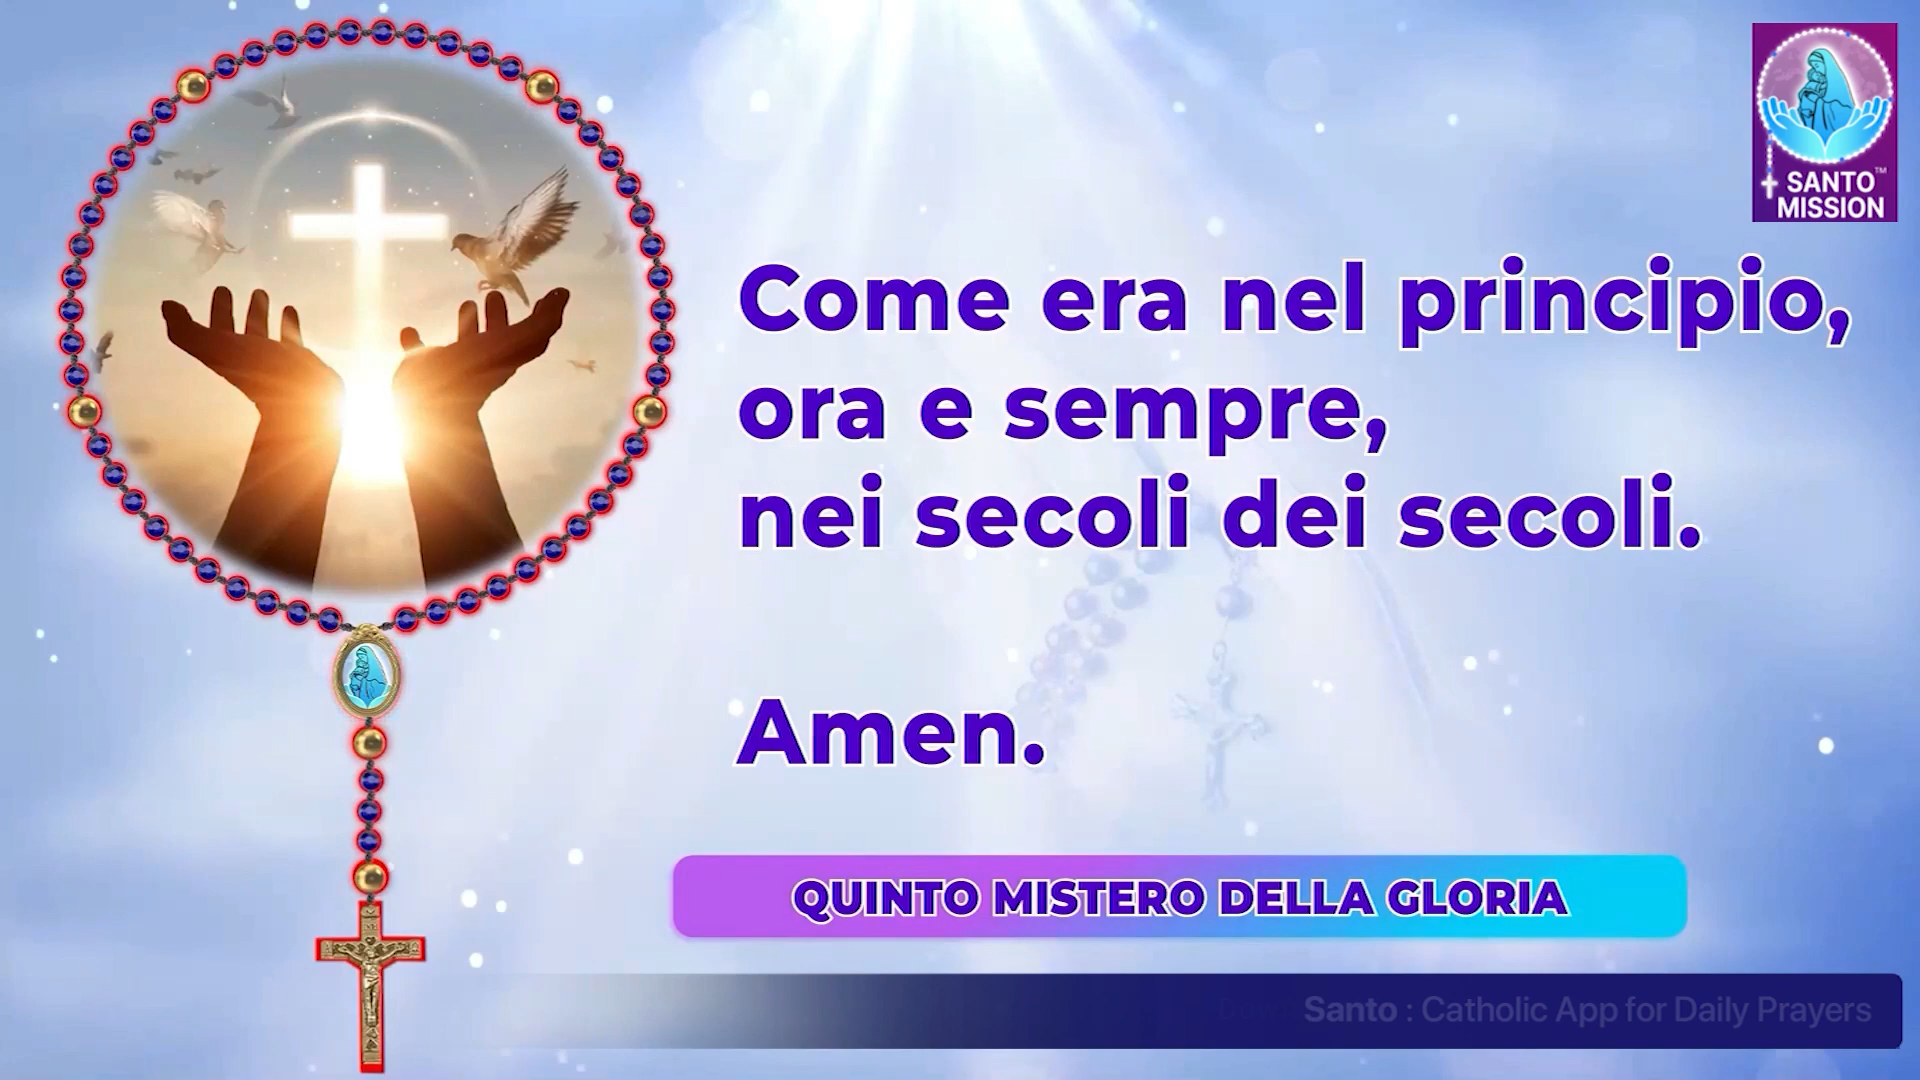 SANTO™
MISSION
Come era nel principio,
ora e sempre,
nei secoli dei secoli.
Amen.
QUINTO MISTERO DELLA GLORIA
Santo : Catholic App for Daily Prayers